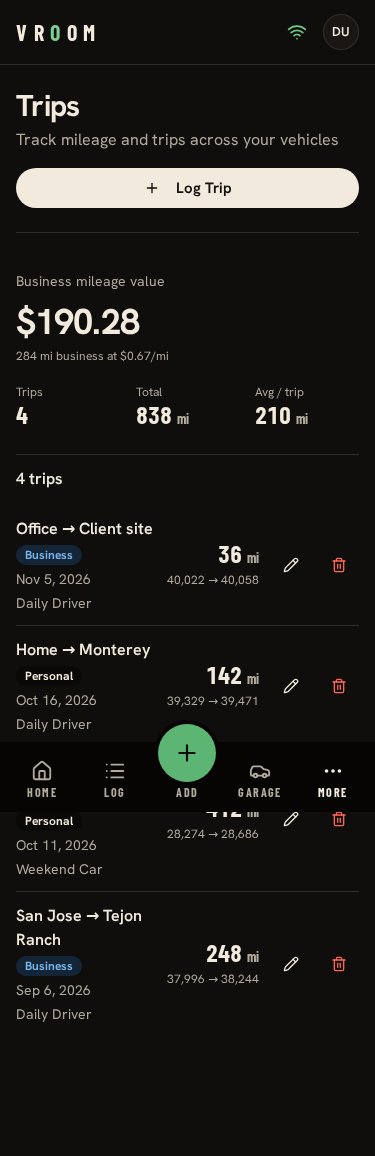 VROOM
DU
Trips
Track mileage and trips across your vehicles
+ Log Trip
Business mileage value
$190.28
284 mi business at $0.67/mi
Trips
Total
Avg / trip
4
838 mi
210 mi
4 trips
Office → Client site
Business
36 mi
Nov 5, 2026
40,022 → 40,058
Daily Driver
Home → Monterey
Personal
142 mi
Oct 16, 2026
39,329 → 39,471
Daily Driver
HOME
LOG
ADD
GARAGE
MORE
Personal
Oct 11, 2026
28,274 → 28,686
Weekend Car
San Jose → Tejon
Ranch
Business
248 mi
Sep 6, 2026
37,996 → 38,244
Daily Driver